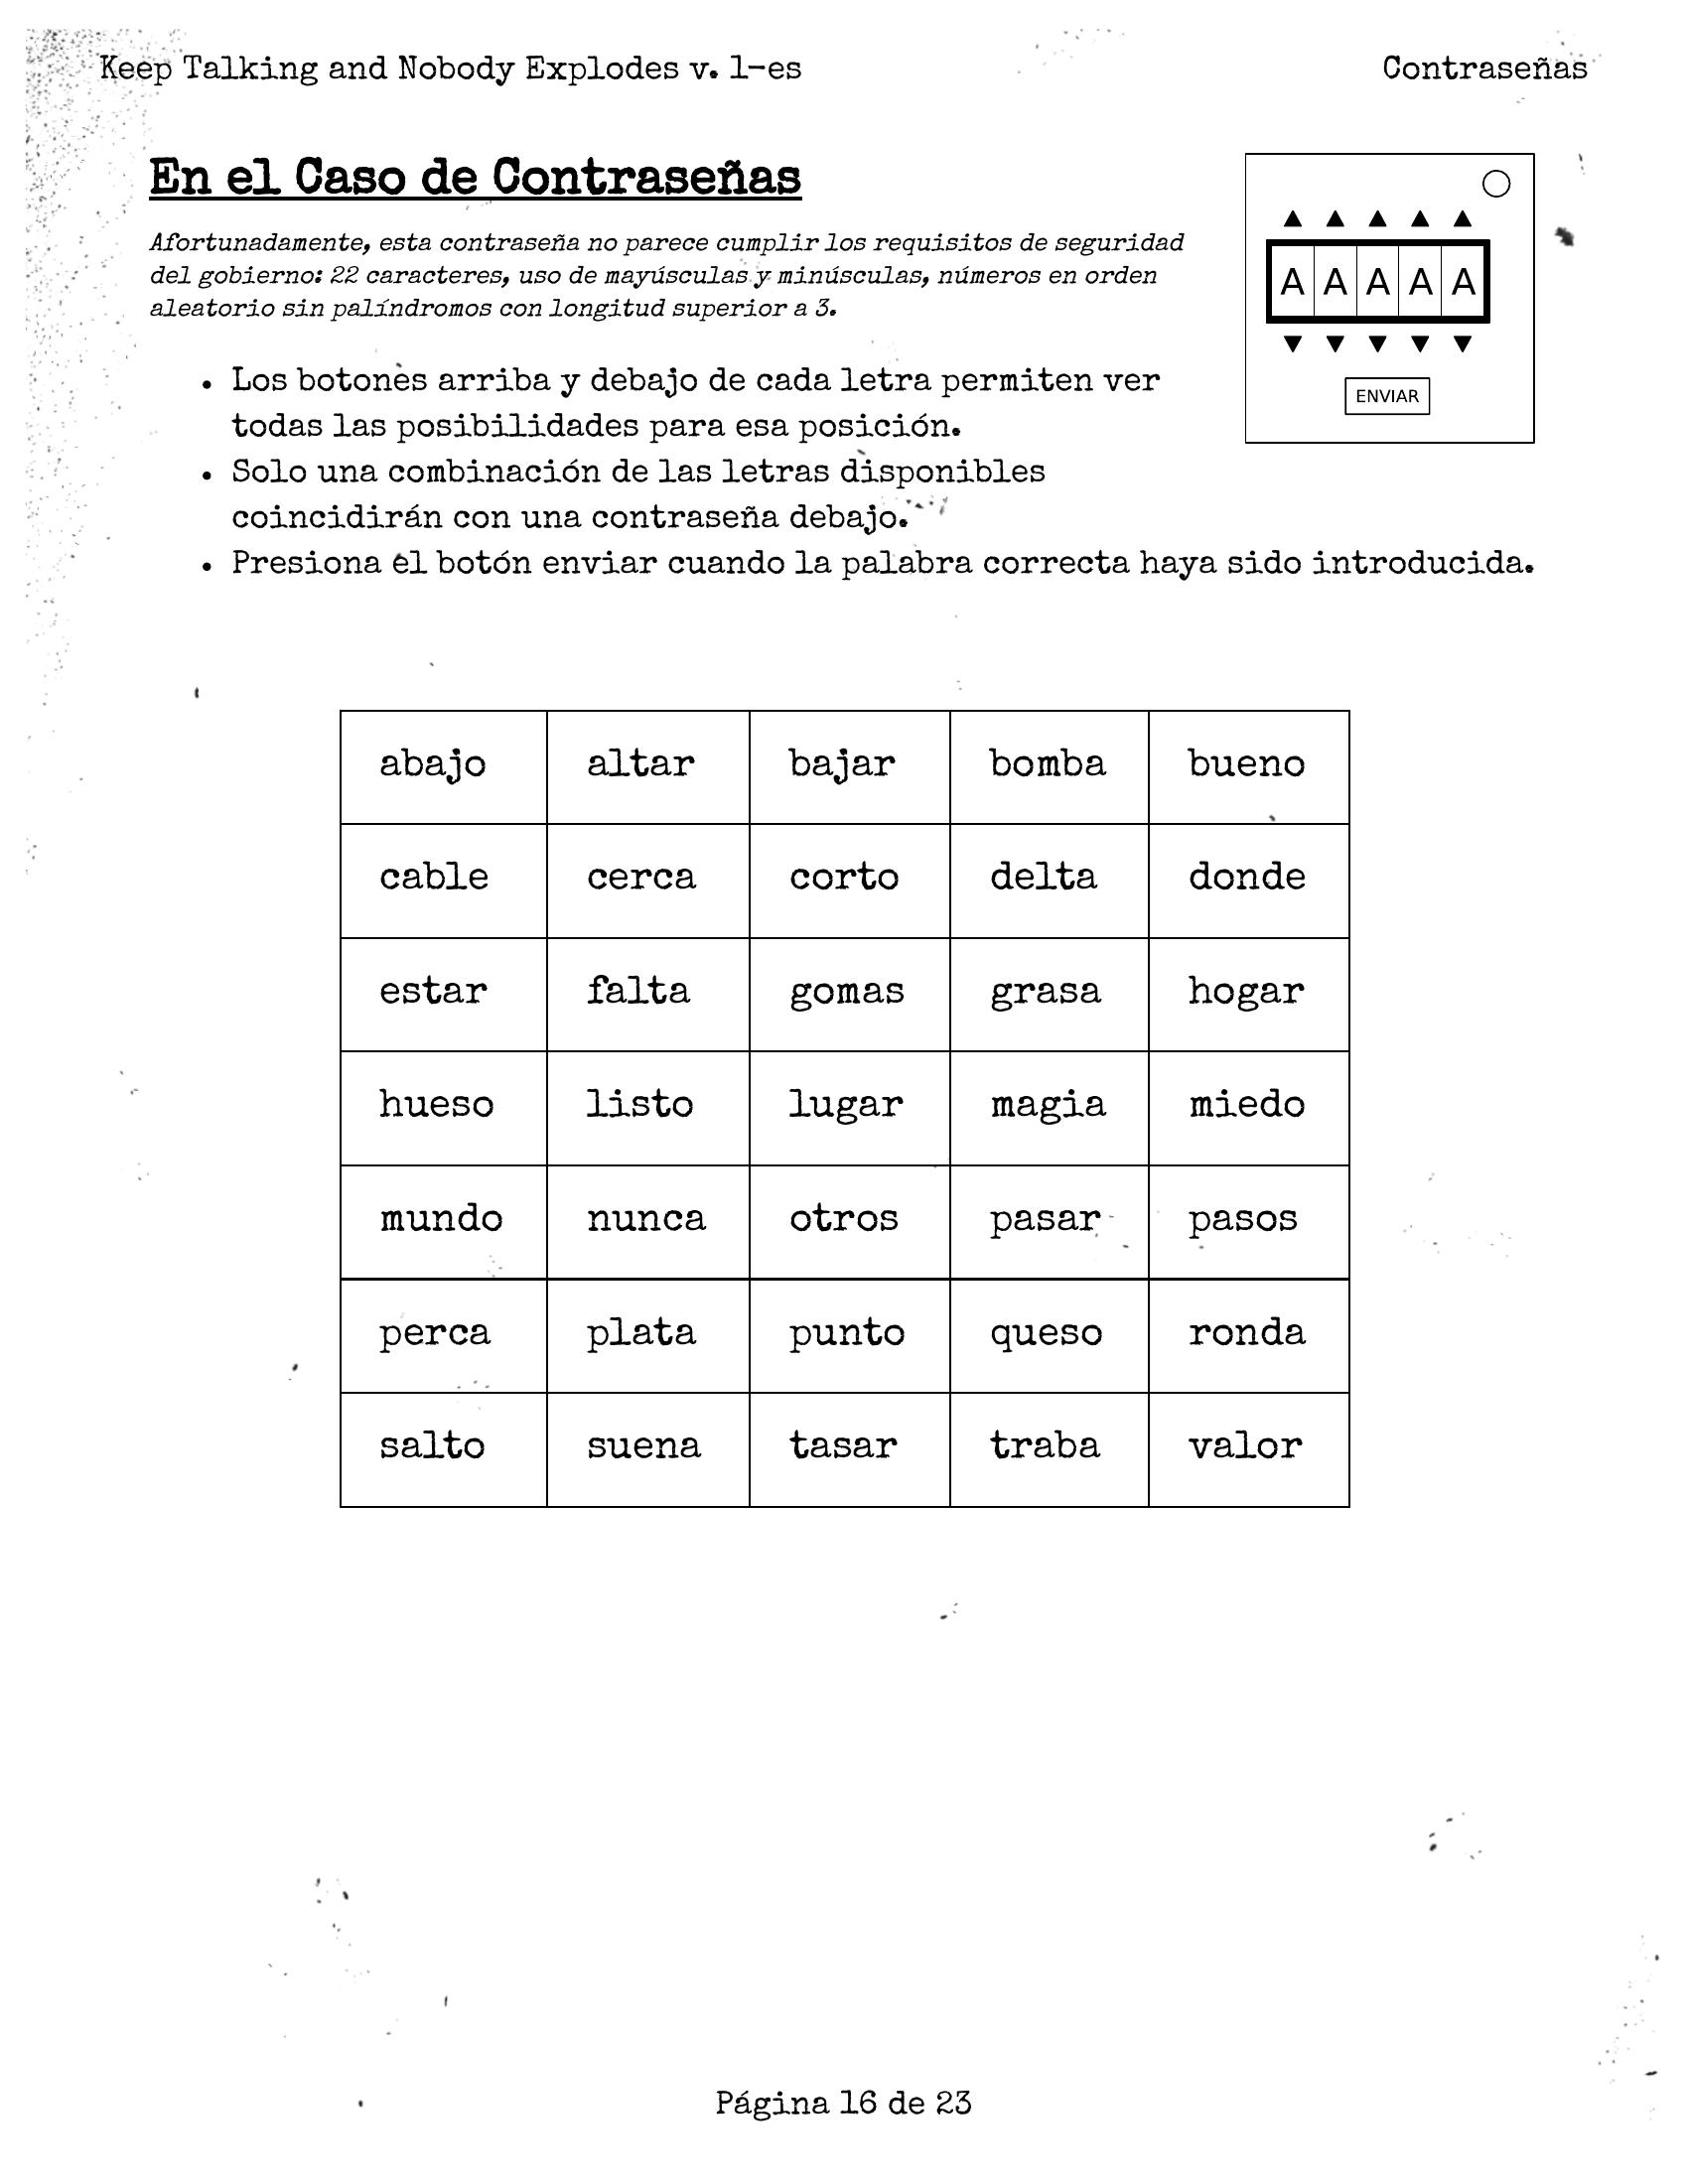 Keep Talking and Nobody Explodes v. 1-es
Contraseñas
En el Caso de Contraseñas
Afortunadamente, esta contraseña no parece cumplir los requisitos de seguridad
del gobierno: 22 caracteres, uso de mayúsculas y minúsculas, números en orden
aleatorio sin palíndromos con longitud superior a 3.
A A A A A
ENVIAR
• Los botones arriba y debajo de cada letra permiten ver
todas las posibilidades para esa posición.
• Solo una combinación de las letras disponibles
coincidirán con una contraseña debajo.
• Presiona el botón enviar cuando la palabra correcta haya sido introducida.
abajo altar bajar bomba bueno
cable cerca corto delta donde
estar falta gomas grasa hogar
hueso listo lugar magia miedo
mundo nunca otros pasar pasos
perca plata punto queso ronda
salto suena tasar traba valor
Página 16 de 23